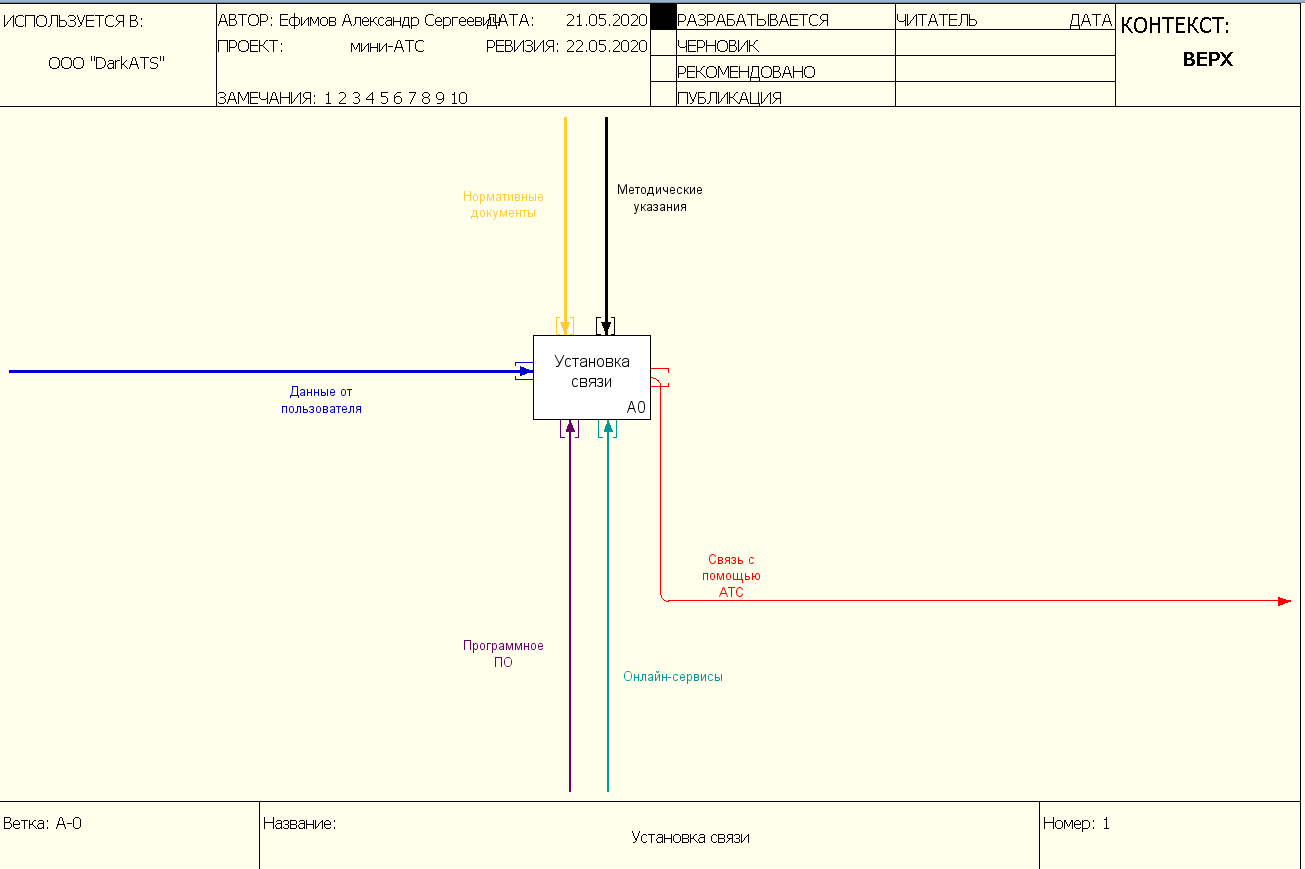 ИСПОЛЬЗУЕТСЯ В:
ООО "DarkATS"
АВТОР: Ефимов Александр Сергеевич
ДАТА: 21.05.2020
ПРОЕКТ: мини-АТС
РЕВИЗИЯ: 22.05.2020
ЗАМЕЧАНИЯ: 1 2 3 4 5 6 7 8 9 10
РАЗРАБАТЫВАЕТСЯ
ЧЕРНОВИК
РЕКОМЕНДОВАНО
ПУБЛИКАЦИЯ
ЧИТАТЕЛЬ ДАТА
КОНТЕКСТ:
ВЕРХ
Нормативные
документы
Методические
указания
Установка
связи
A0
Данные от
пользователя
Связь с
помощью
АТС
Программное
ПО
Онлайн-сервисы
Ветка: A-0
Название:
Установка связи
Номер: 1